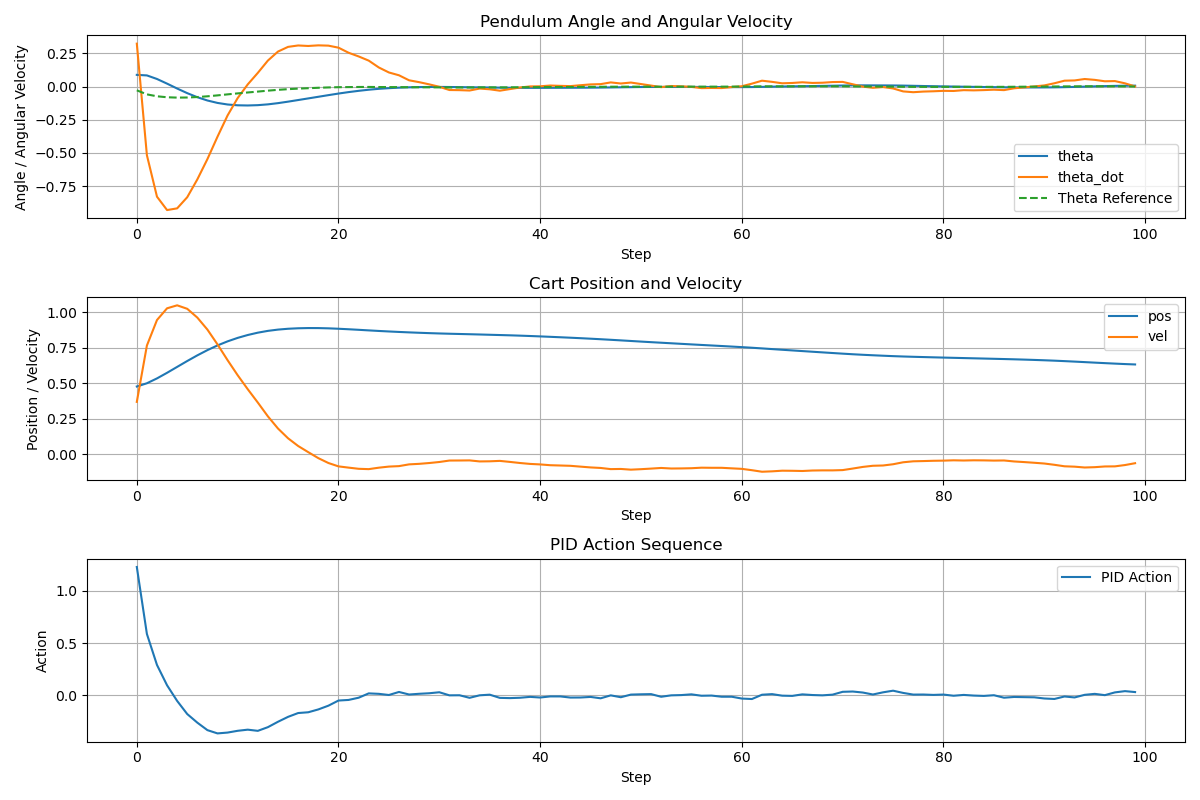 Pendulum Angle and Angular Velocity
Angle / Angular Velocity
0.25
0.00
−0.25
−0.50
−0.75
theta
theta_dot
Theta Reference
0 20 40 60 80 100
Step
Cart Position and Velocity
Position / Velocity
1.00
0.75
0.50
0.25
0.00
pos
vel
0 20 40 60 80 100
Step
PID Action Sequence
Action
1.0
0.5
0.0
PID Action
0 20 40 60 80 100
Step